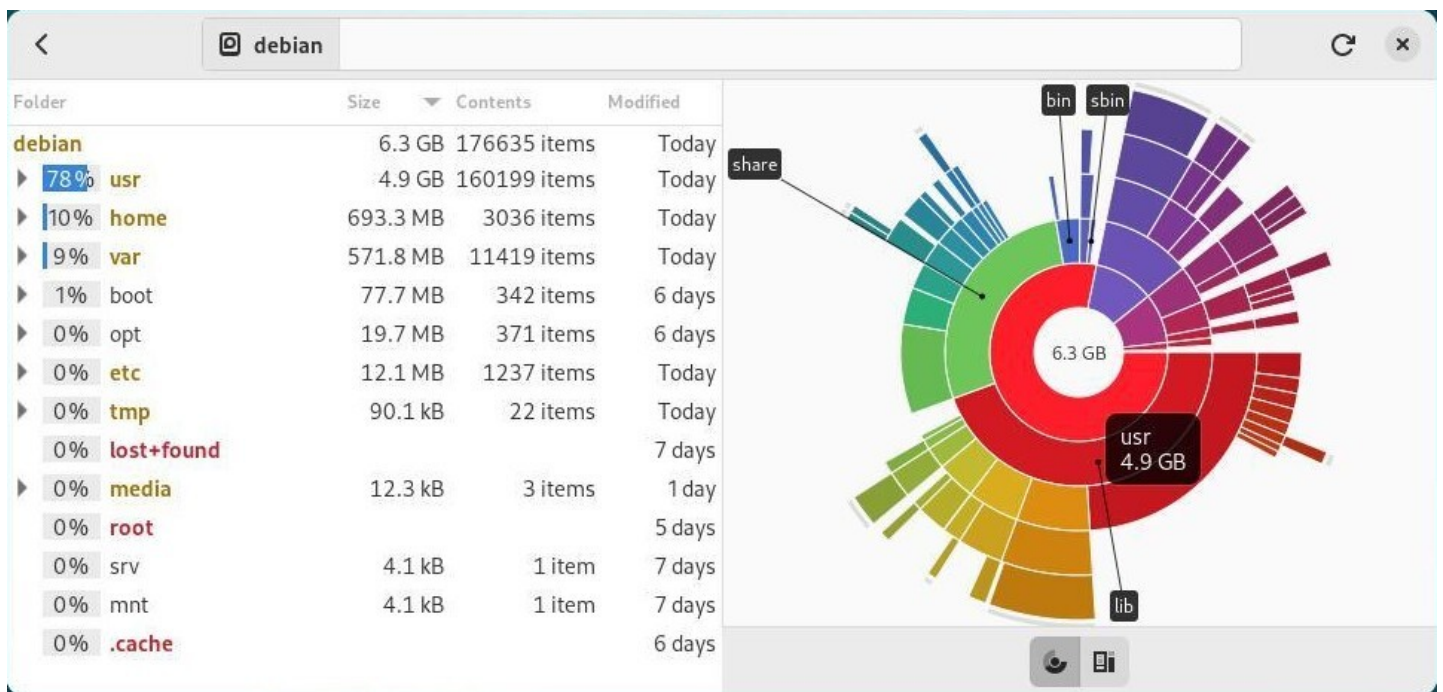 debian
Folder Size Contents Modified
debian 6.3 GB 176635 items Today
78% usr 4.9 GB 160199 items Today
10% home 693.3 MB 3036 items Today
9% var 571.8 MB 11419 items Today
1% boot 77.7 MB 342 items 6 days
0% opt 19.7 MB 371 items 6 days
0% etc 12.1 MB 1237 items Today
0% tmp 90.1 kB 22 items Today
0% lost+found 7 days
0% media 12.3 kB 3 items 1 day
0% root 5 days
0% srv 4.1 kB 1 item 7 days
0% mnt 4.1 kB 1 item 7 days
0% .cache 6 days
bin sbin
share
6.3 GB
usr
4.9 GB
lib